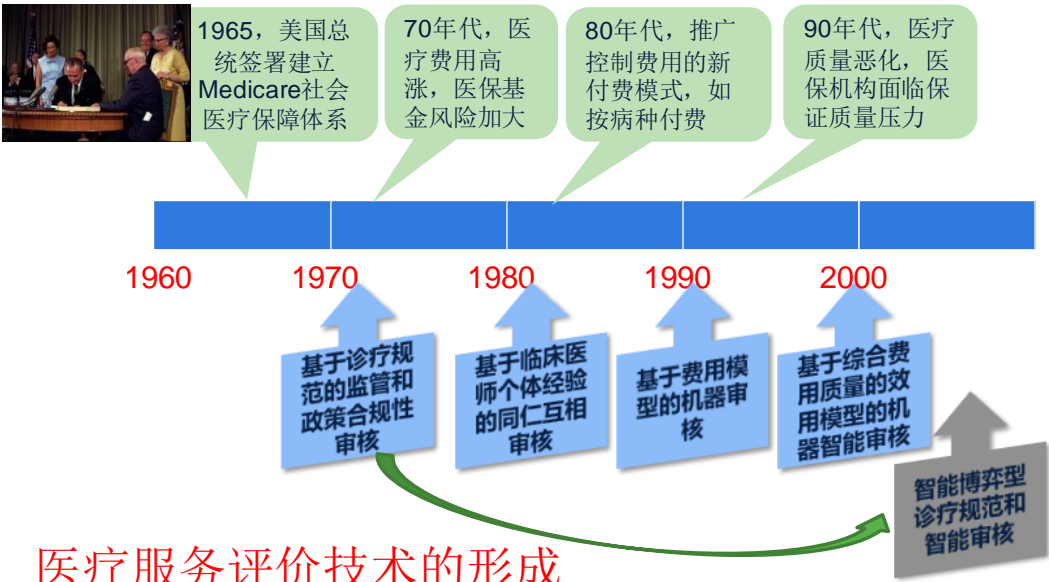 1965，美国总
统签署建立
Medicare社会
医疗保障体系
70年代，医
疗费用高
涨，医保基
金风险加大
80年代，推广
控制费用的新
付费模式，如
按病种付费
90年代，医疗
质量恶化，医
保机构面临保
证质量压力
1960
1970
1980
1990
2000
基于诊疗规
范的监管和
政策合规性
审核
基于临床医
师个体经验
的同仁互相
审核
基于费用模
型的机器审
核
基于综合费
用质量的效
用模型的机
器智能审核
智能博弈型
诊疗规范和
智能审核
医疗服务评价技术的形成